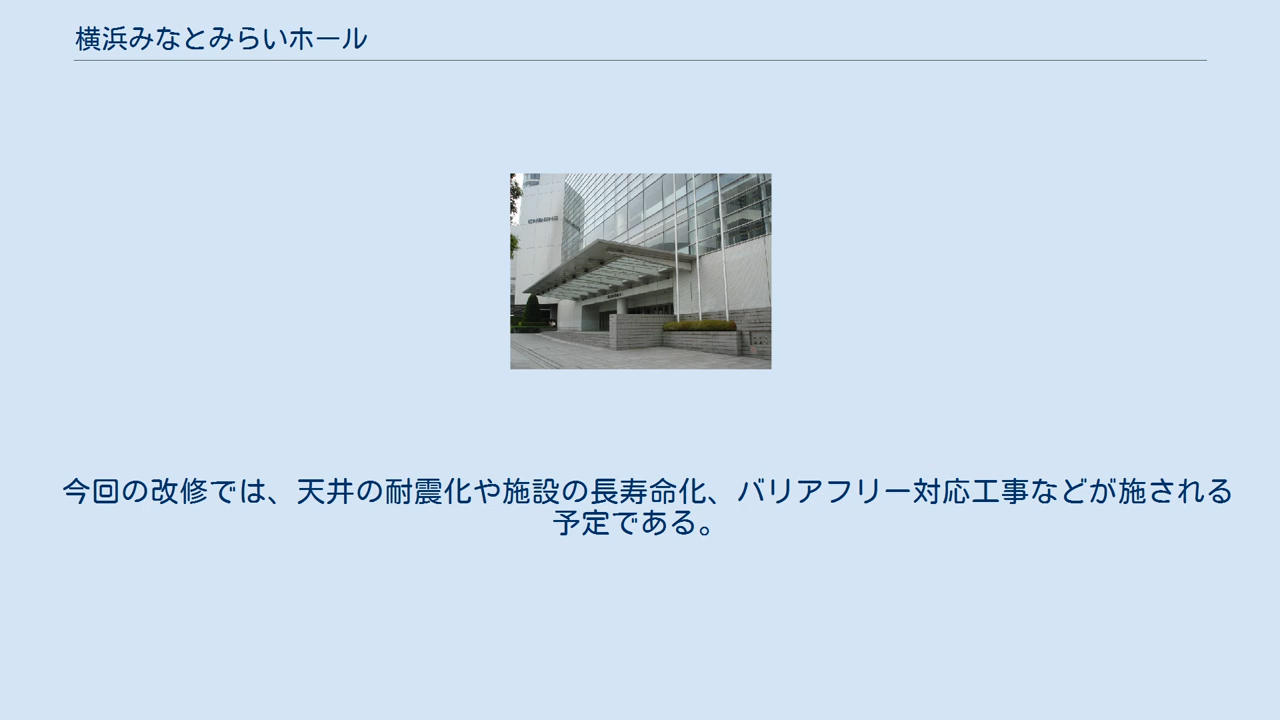 横浜みなとみらいホール
今回の改修では、天井の耐震化や施設の長寿命化、バリアフリー対応工事などが施される
予定である。